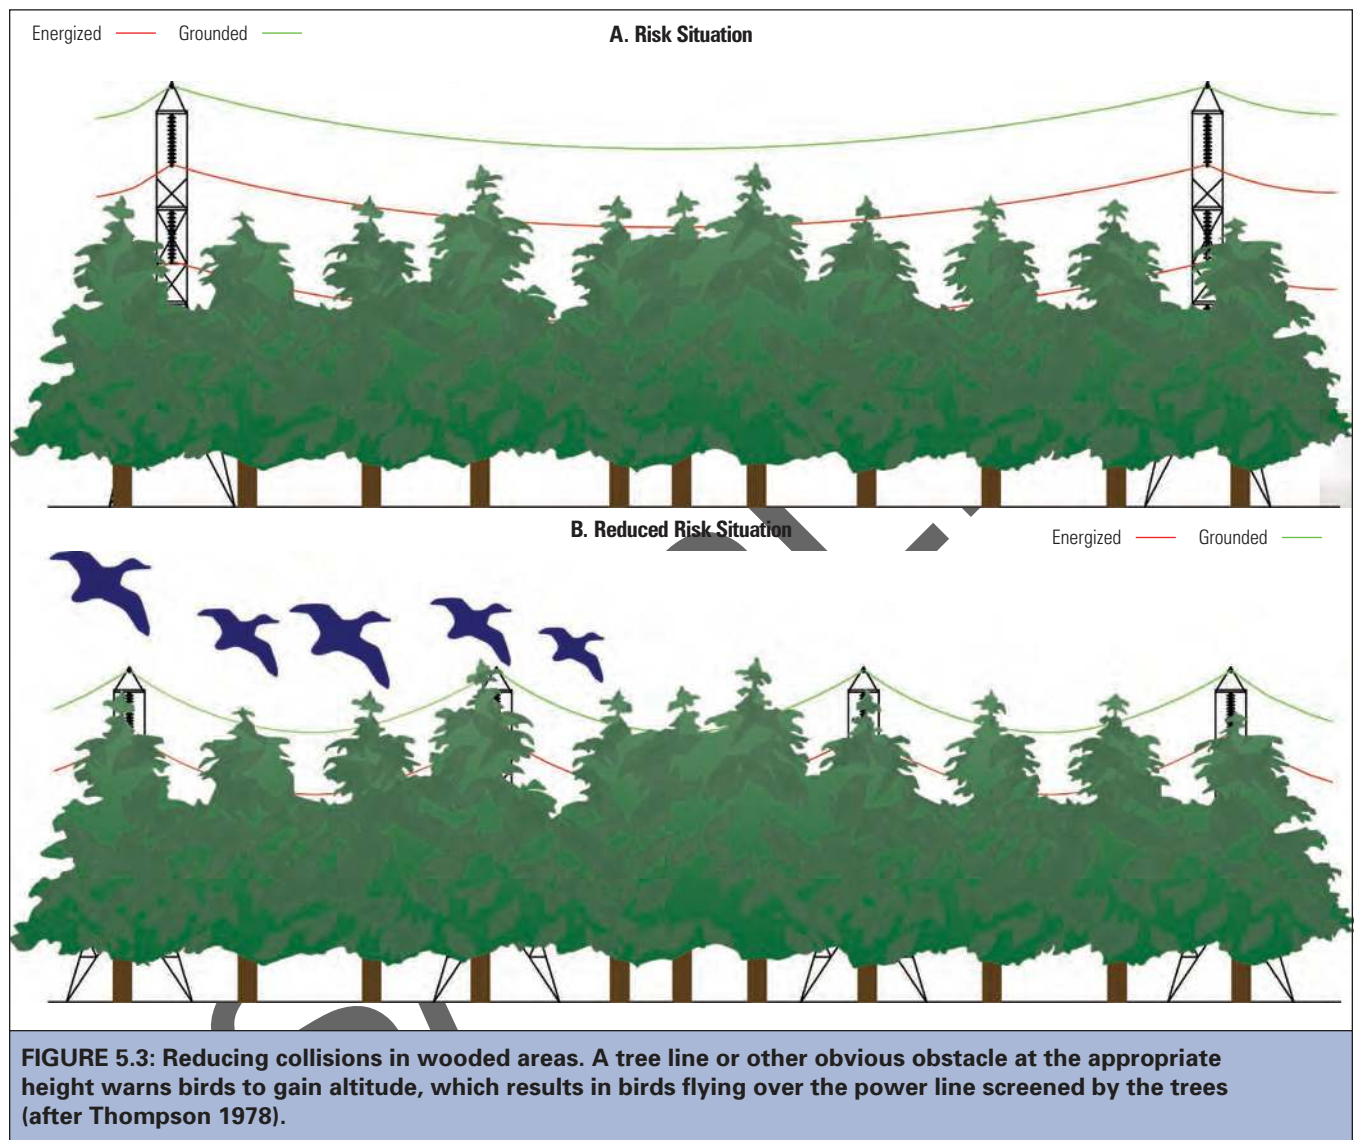 Energized Grounded
A. Risk Situation
B. Reduced Risk Situation
Energized Grounded
FIGURE 5.3: Reducing collisions in wooded areas. A tree line or other obvious obstacle at the appropriate
height warns birds to gain altitude, which results in birds flying over the power line screened by the trees
(after Thompson 1978).